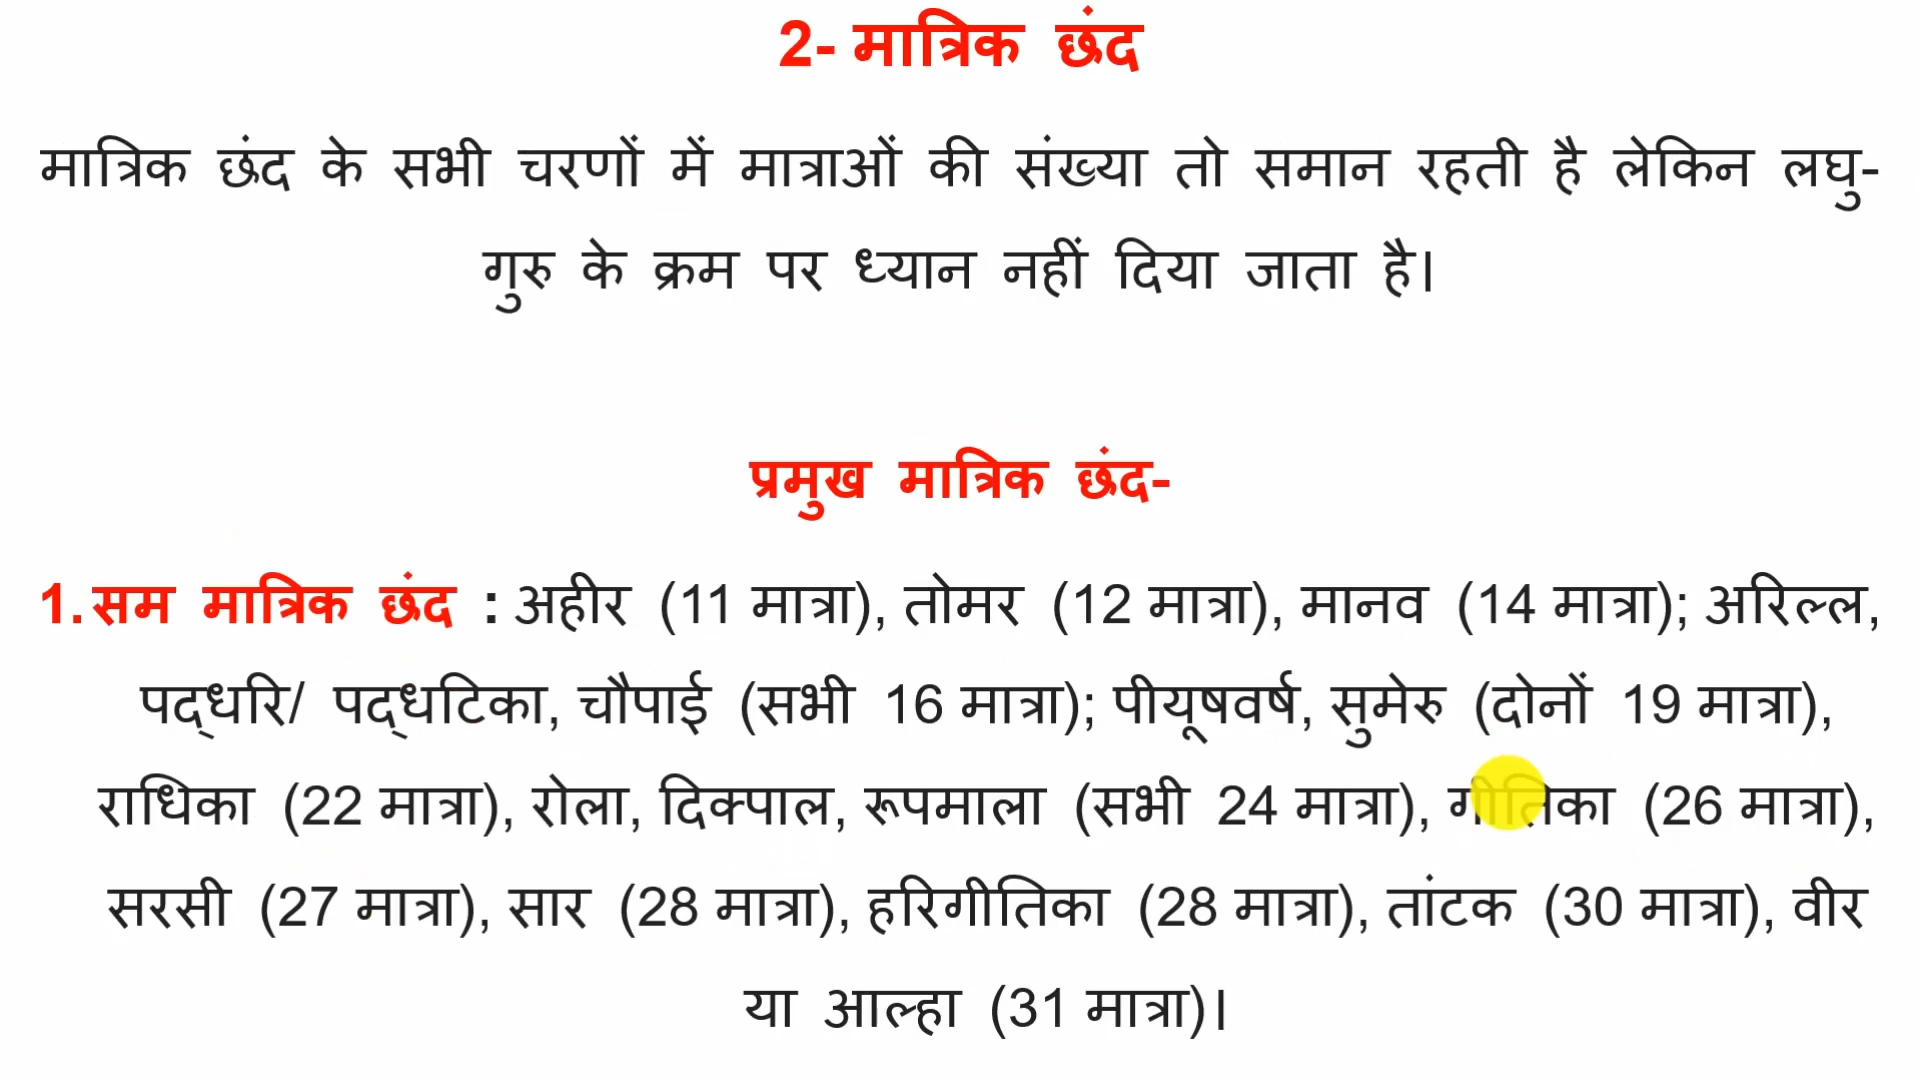 2- मात्रिक छंद
मात्रिक छंद के सभी चरणों में मात्राओं की संख्या तो समान रहती है लेकिन लघु-
गुरु के क्रम पर ध्यान नहीं दिया जाता है।
प्रमुख मात्रिक छंद-
1. सम मात्रिक छंद : अहीर (11 मात्रा), तोमर (12 मात्रा), मानव (14 मात्रा); अरिल्ल,
पद्धरि/ पद्धटिका, चौपाई (सभी 16 मात्रा); पीयूषवर्ष, सुमेरु (दोनों 19 मात्रा),
राधिका (22 मात्रा), रोला, दिक्पाल, रूपमाला (सभी 24 मात्रा), गीतिका (26 मात्रा),
सरसी (27 मात्रा), सार (28 मात्रा), हरिगीतिका (28 मात्रा), तांटक (30 मात्रा), वीर
या आल्हा (31 मात्रा)।